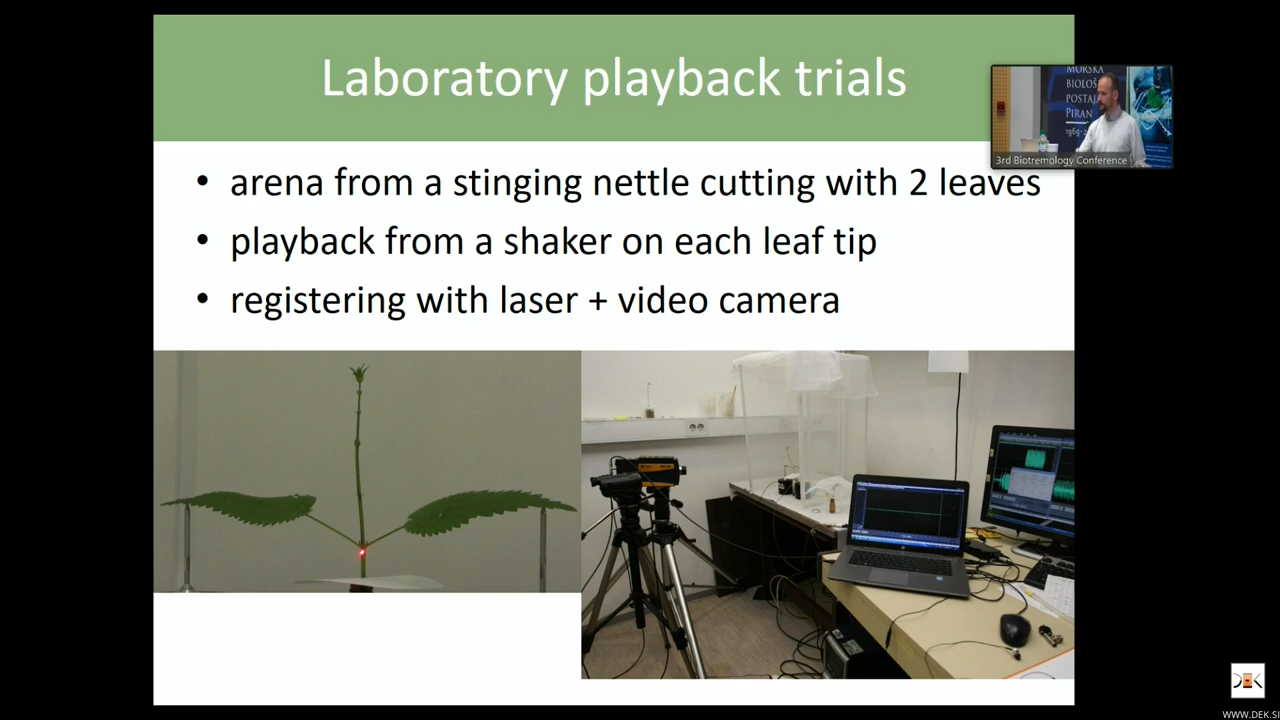 Laboratory playback trials
• arena from a stinging nettle cutting with 2 leaves
• playback from a shaker on each leaf tip
• registering with laser + video camera
MORSKA
BIOLOŠ
POSTAJ
PIRAN
3rd Biotremology Conference
WWW.DEK.SI